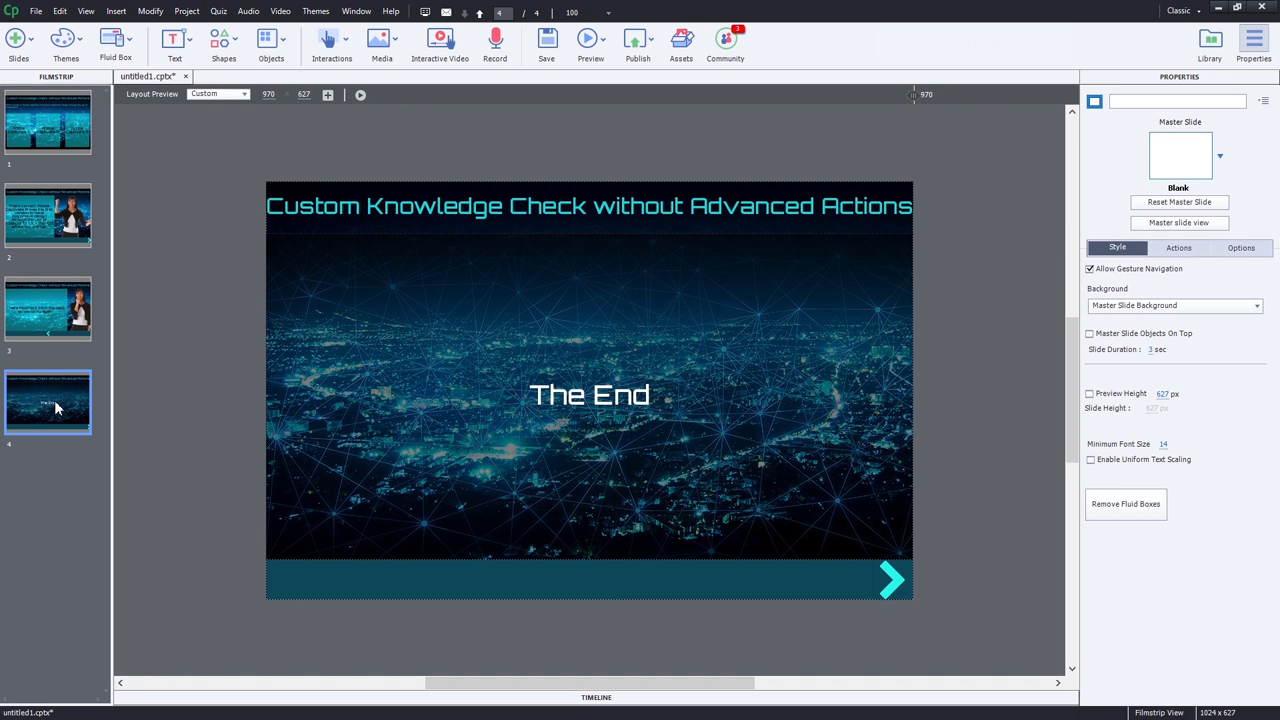 Cp File Edit View Insert Modify Project Quiz Audio Video Themes Window Help 4 / 4 100 Classic
Slides Themes Fluid Box Text Shapes Objects Interactions Media Interactive Video Record Save Preview Publish Assets 3 Community Library Properties
FILMSTRIP untitled1.cptx* × PROPERTIES
Layout Preview Custom 970 627 970
1
2
3
4
Custom Knowledge Check without Advanced Actions
The End
Master Slide
Blank
Reset Master Slide
Master slide view
Style Actions Options
Allow Gesture Navigation
Background
Master Slide Background
Master Slide Objects On Top
Slide Duration : 3 sec
Preview Height 627 px
Slide Height : 627 px
Minimum Font Size 14
Enable Uniform Text Scaling
Remove Fluid Boxes
TIMELINE
untitled1.cptx* Filmstrip View 1024 x 627